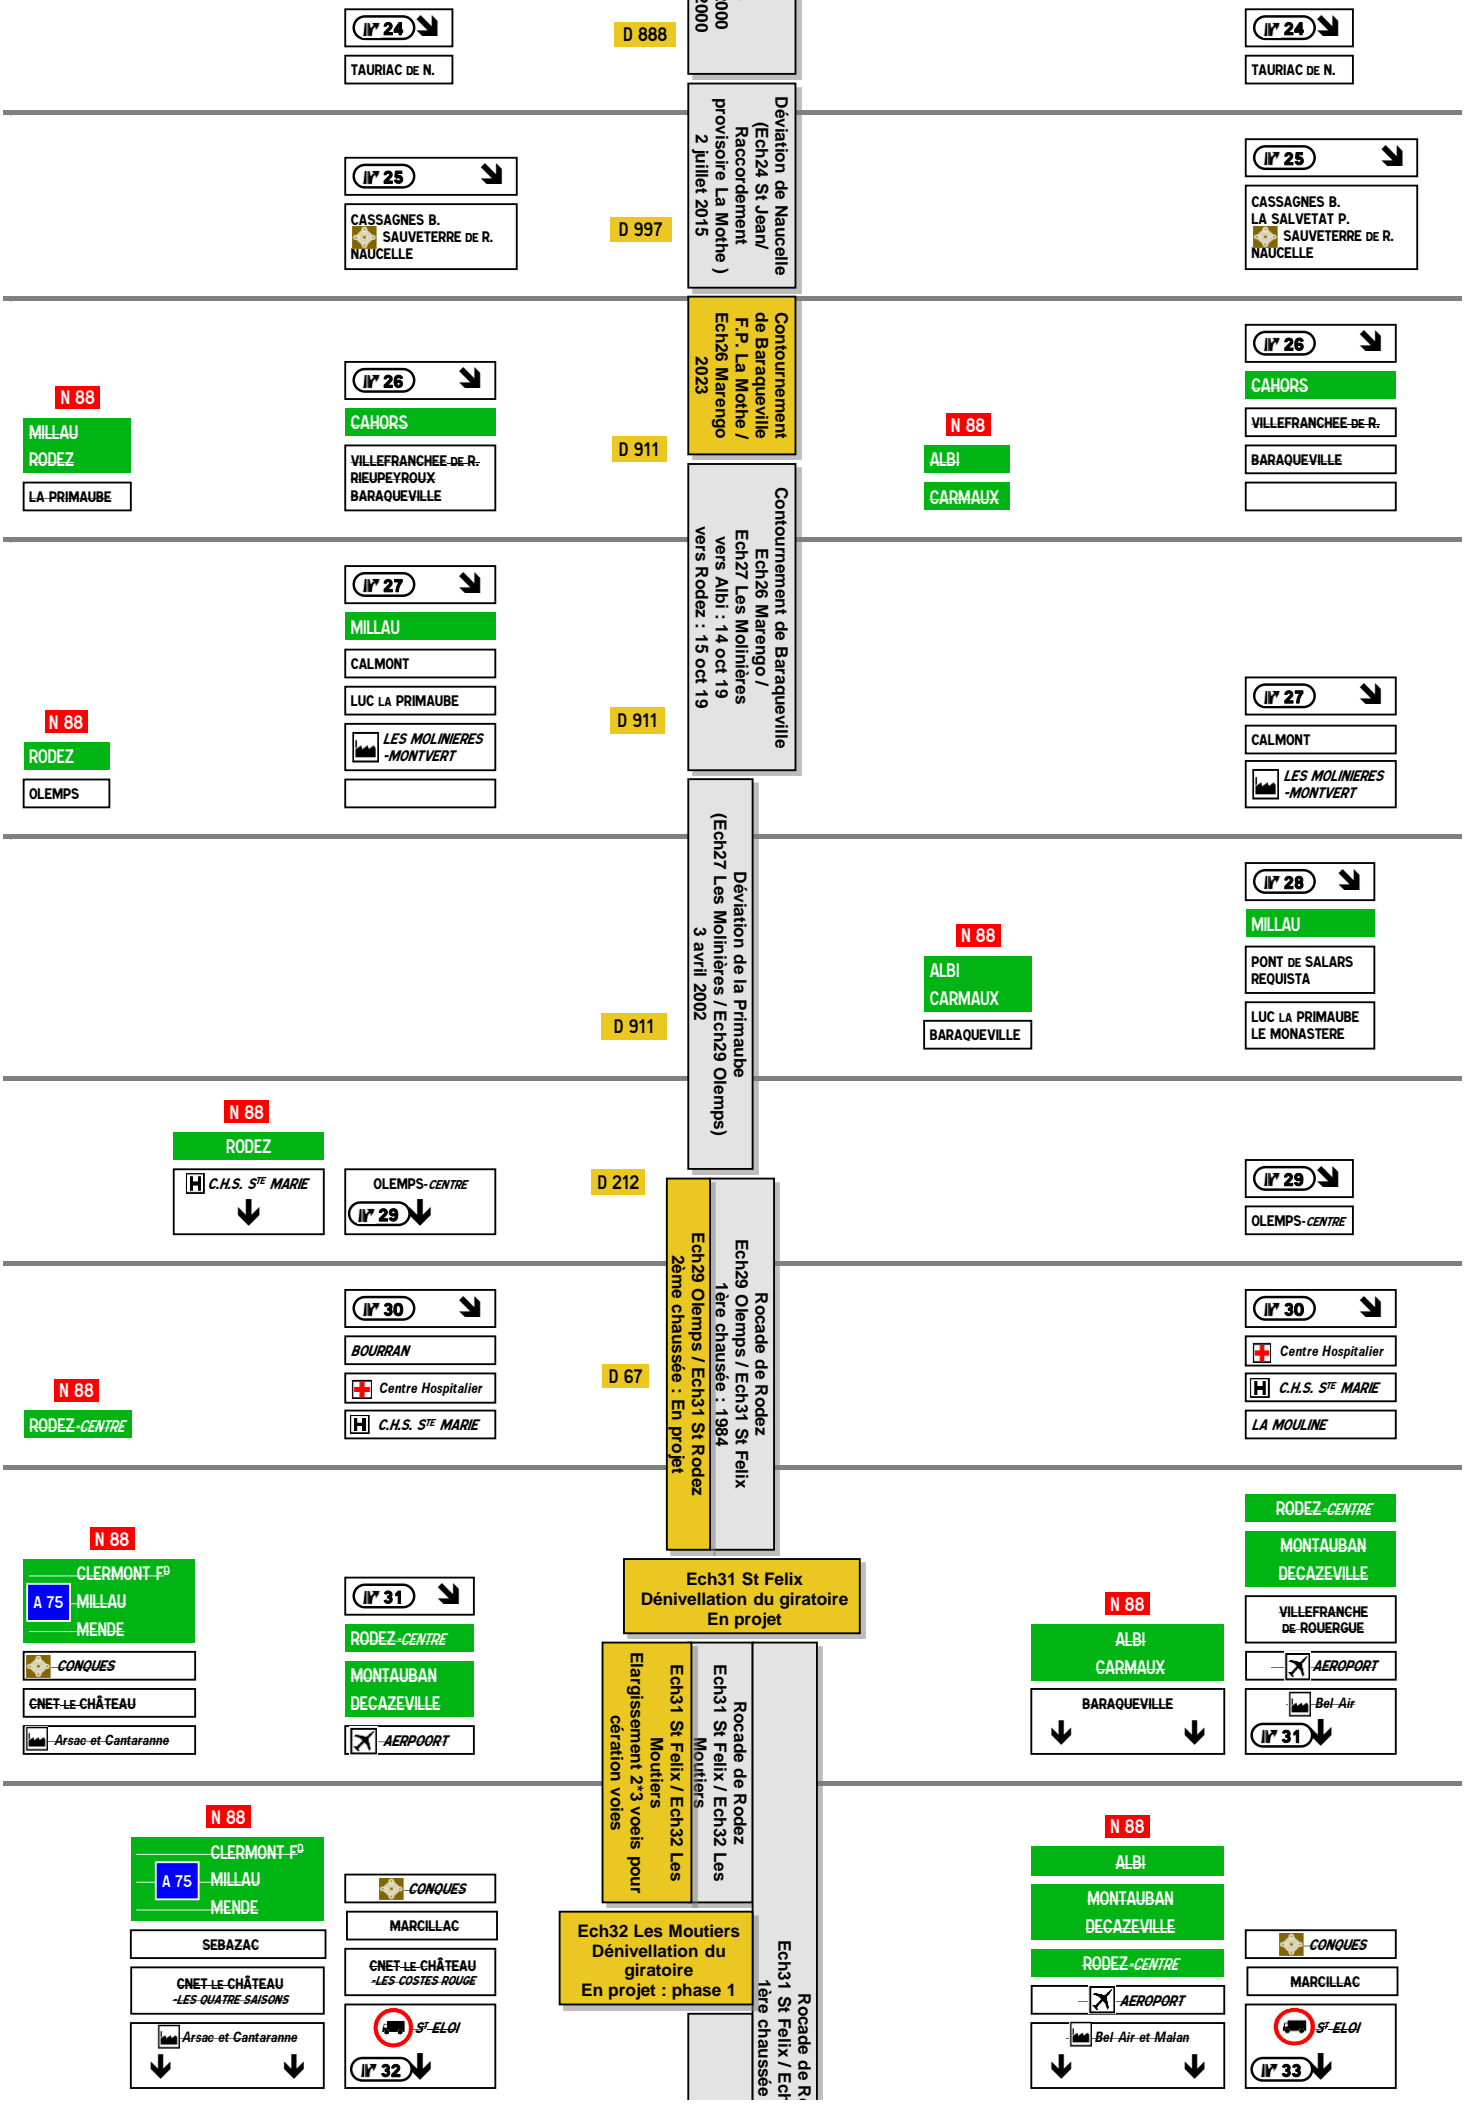 24
TAURIAC DE N.
D 888
2000
2000
24
TAURIAC DE N.
25
CASSAGNES B.
SAUVETERRE DE R.
NAUCELLE
D 997
Déviation de Naucelle
(Ech24 St Jean/
Raccordement
provisoire La Mothe )
2 juillet 2015
25
CASSAGNES B.
LA SALVETAT P.
SAUVETERRE DE R.
NAUCELLE
N 88
MILLAU
RODEZ
LA PRIMAUBE
26
CAHORS
VILLEFRANCHEE DE R.
RIEUPEYROUX
BARAQUEVILLE
D 911
Contournement
de Baraqueville
F.P. La Mothe /
Ech26 Marengo
2023
N 88
ALBI
CARMAUX
26
CAHORS
VILLEFRANCHEE DE R.
BARAQUEVILLE
N 88
RODEZ
OLEMPS
27
MILLAU
CALMONT
LUC LA PRIMAUBE
LES MOLINIERES
-MONTVERT
D 911
Contournement de Baraqueville
Ech26 Marengo /
Ech27 Les Molinières
vers Albi : 14 oct 19
vers Rodez : 15 oct 19
27
CALMONT
LES MOLINIERES
-MONTVERT
D 911
Déviation de la Primaube
(Ech27 Les Molinières / Ech29 Olemps)
3 avril 2002
N 88
ALBI
CARMAUX
BARAQUEVILLE
28
MILLAU
PONT DE SALARS
REQUISTA
LUC LA PRIMAUBE
LE MONASTERE
N 88
RODEZ
H C.H.S. STE MARIE
OLEMPS-CENTRE
29
D 212
29
OLEMPS-CENTRE
N 88
RODEZ-CENTRE
30
BOURRAN
Centre Hospitalier
H C.H.S. STE MARIE
D 67
Rocade de Rodez
Ech29 Olemps / Ech31 St Felix
1ère chausée : 1984
Ech29 Olemps / Ech31 St Rodez
2ème chaussée : En projet
30
Centre Hospitalier
H C.H.S. STE MARIE
LA MOULINE
N 88
CLERMONT FD
A 75 MILLAU
MENDE
CONQUES
CNET LE CHÂTEAU
Arsac et Cantaranne
31
RODEZ-CENTRE
MONTAUBAN
DECAZEVILLE
AERPOORT
Ech31 St Felix
Dénivellation du giratoire
En projet
Rocade de Rodez
Ech31 St Felix / Ech32 Les
Moutiers
Ech31 St Felix / Ech32 Les
Moutiers
Elargissement 2*3 voeis pour
cération voies
N 88
ALBI
CARMAUX
BARAQUEVILLE
RODEZ-CENTRE
MONTAUBAN
DECAZEVILLE
VILLEFRANCHE
DE ROUERGUE
AEROPORT
Bel Air
31
N 88
CLERMONT FD
A 75 MILLAU
MENDE
SEBAZAC
CNET LE CHÂTEAU
-LES QUATRE SAISONS
Arsac et Cantaranne
CONQUES
MARCILLAC
CNET LE CHÂTEAU
-LES COSTES ROUGE
ST ELOI
32
Ech32 Les Moutiers
Dénivellation du
giratoire
En projet : phase 1
Rocade de Ro
Ech31 St Felix / Ech
1ère chaussée
N 88
ALBI
MONTAUBAN
DECAZEVILLE
RODEZ-CENTRE
AEROPORT
Bel Air et Malan
CONQUES
MARCILLAC
ST ELOI
33